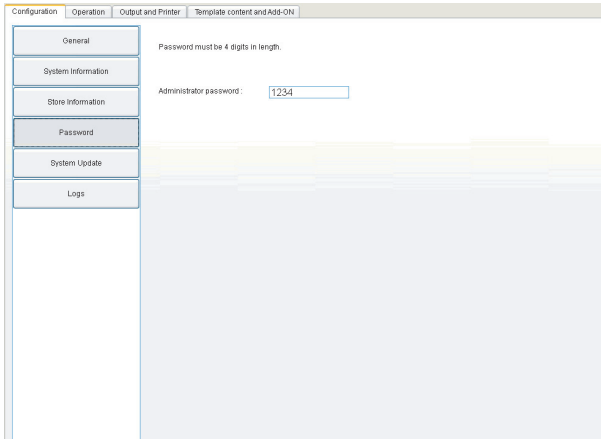 Configuration
Operation
Output and Printer
Template content and Add-ON
General
Password must be 4 digits in length.
System Information
Administrator password :
1234
Store Information
Password
System Update
Logs